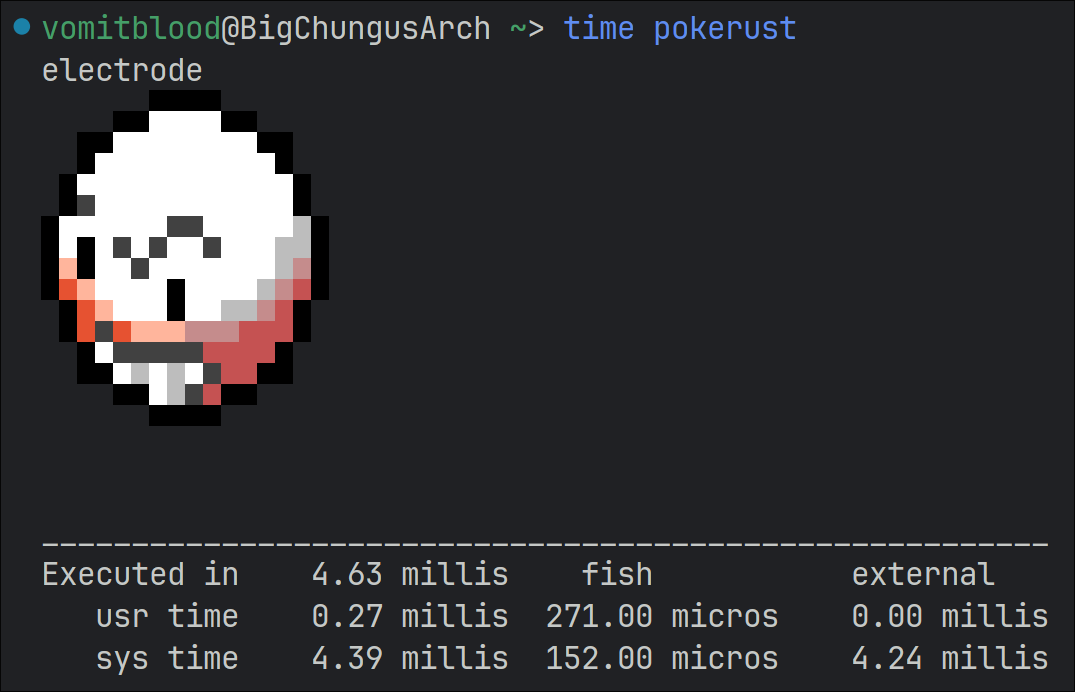 vomitblood@BigChungusArch ~> time pokerust
electrode
________________________________________________________
Executed in    4.63 millis    fish           external
   usr time    0.27 millis  271.00 micros    0.00 millis
   sys time    4.39 millis  152.00 micros    4.24 millis